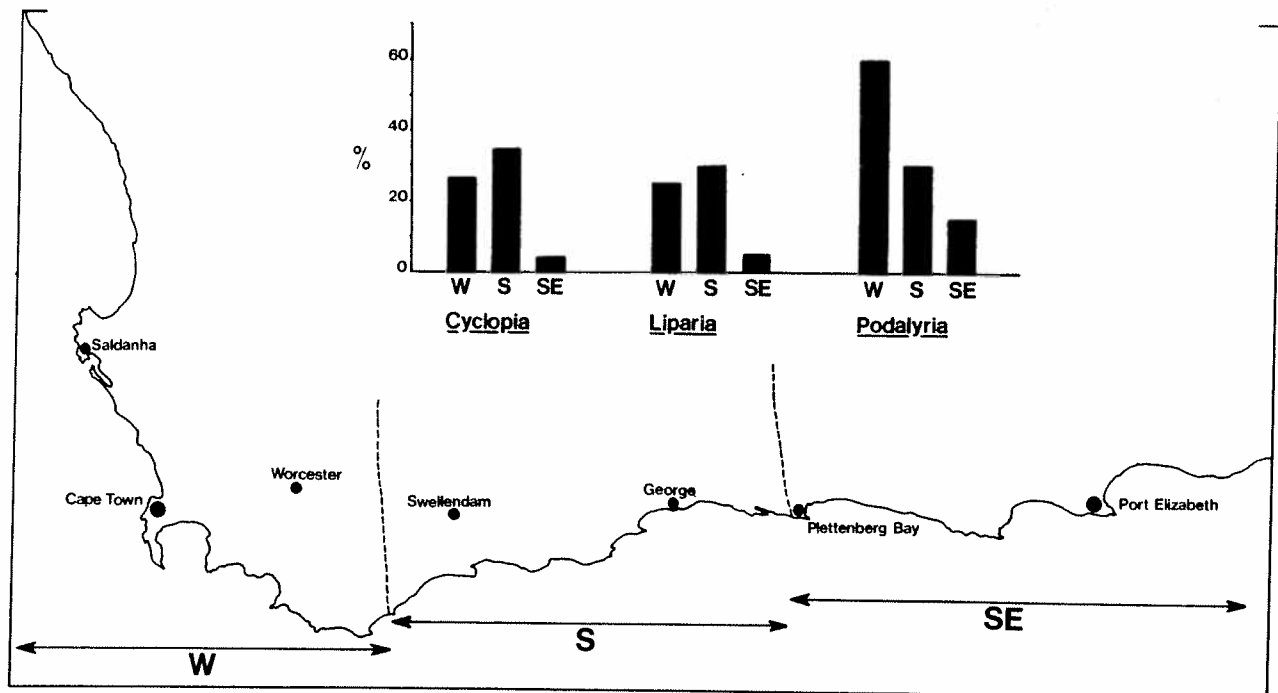 60
40
%
20
0
W S SE
W S SE
W S SE
Cyclopia
Liparia
Podalyria
Saldanha
Worcester
Cape Town
Swellendam
George
Plettenberg Bay
Port Elizabeth
W
S
SE